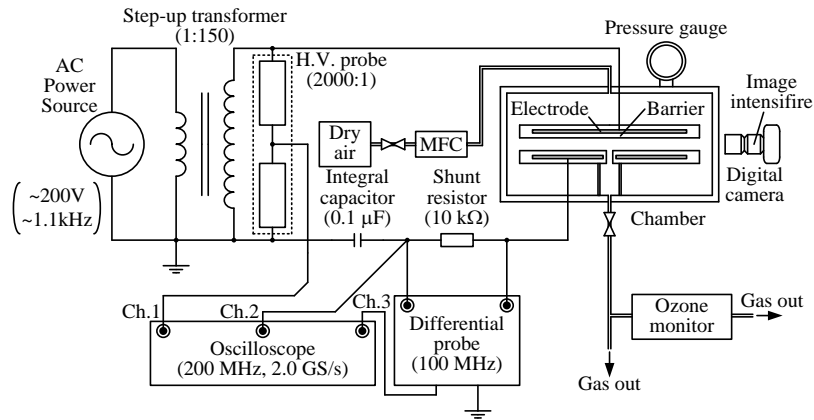 Step-up transformer
(1:150)
Pressure gauge
AC
Power
Source
H.V. probe
(2000:1)
Image
intensifire
Electrode
Barrier
Dry
air
MFC
Digital
camera
~200V
~1.1kHz
Integral
capacitor
(0.1 μF)
Shunt
resistor
(10 kΩ)
Chamber
Ch.1
Ch.2
Ch.3
Oscilloscope
(200 MHz, 2.0 GS/s)
Differential
probe
(100 MHz)
Ozone
monitor
Gas out
Gas out